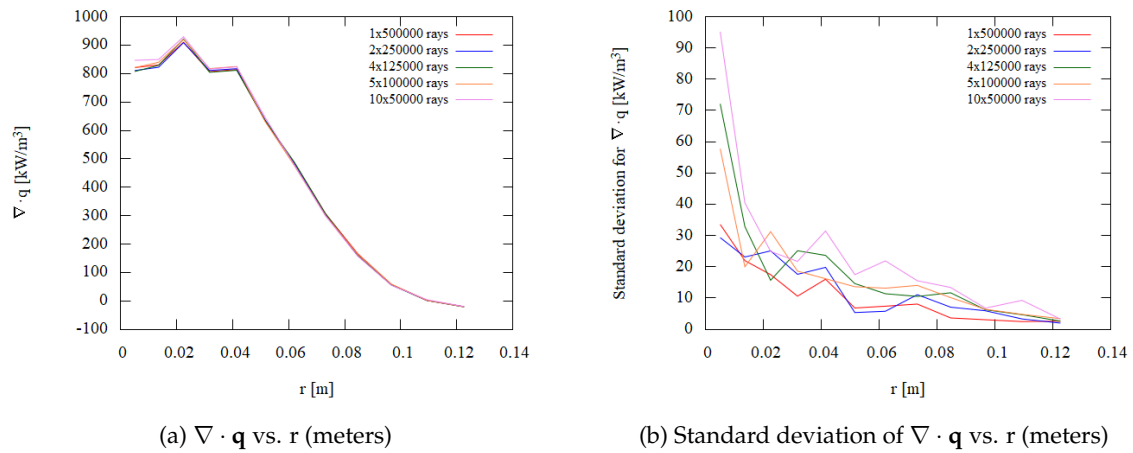 1000
900
800
700
600
500
400
300
200
100
0
-100
∇·q [kW/m³]
1x500000 rays
2x250000 rays
4x125000 rays
5x100000 rays
10x50000 rays
0 0.02 0.04 0.06 0.08 0.1 0.12 0.14
r [m]
(a) ∇ · q vs. r (meters)
100
90
80
70
60
50
40
30
20
10
0
Standard deviation for ∇·q [kW/m³]
1x500000 rays
2x250000 rays
4x125000 rays
5x100000 rays
10x50000 rays
0 0.02 0.04 0.06 0.08 0.1 0.12 0.14
r [m]
(b) Standard deviation of ∇ · q vs. r (meters)